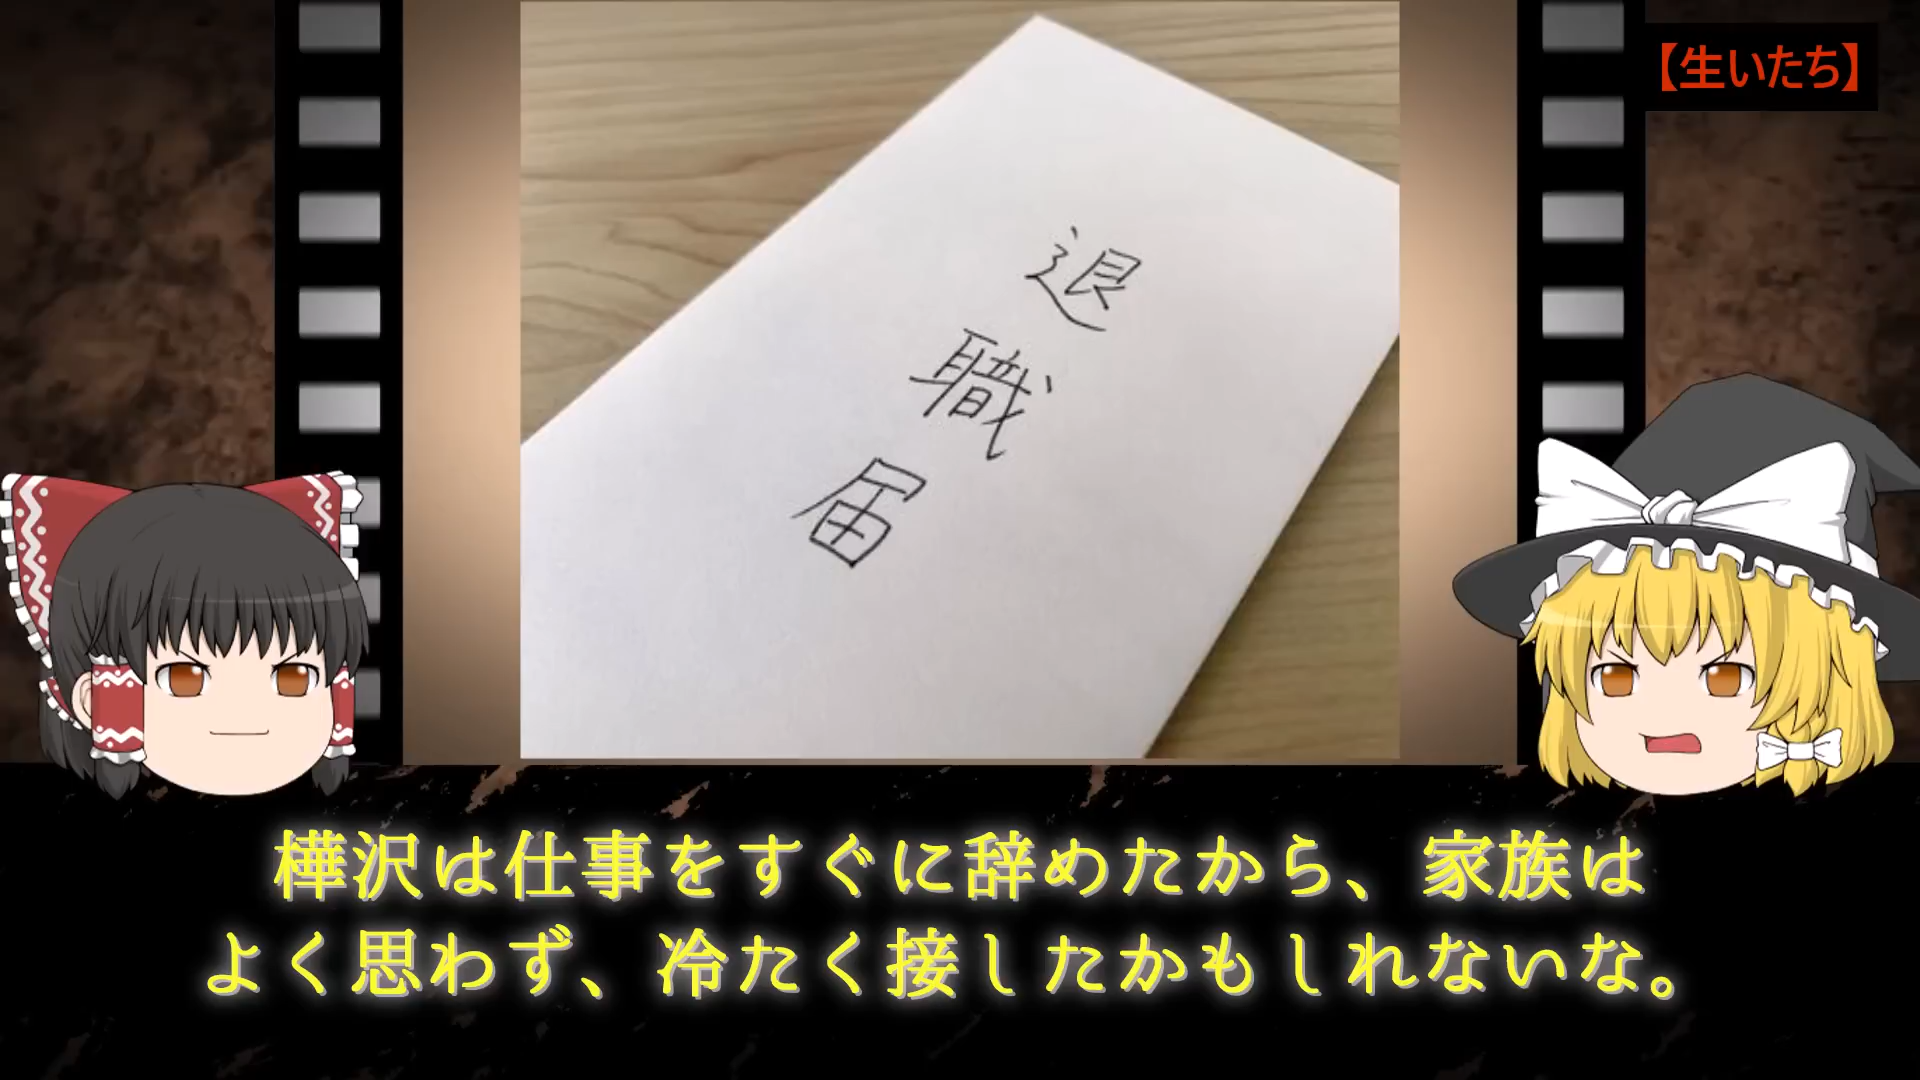 【生いたち】
退職届
樺沢は仕事をすぐに辞めたから、家族は
よく思わず、冷たく接したかもしれないな。